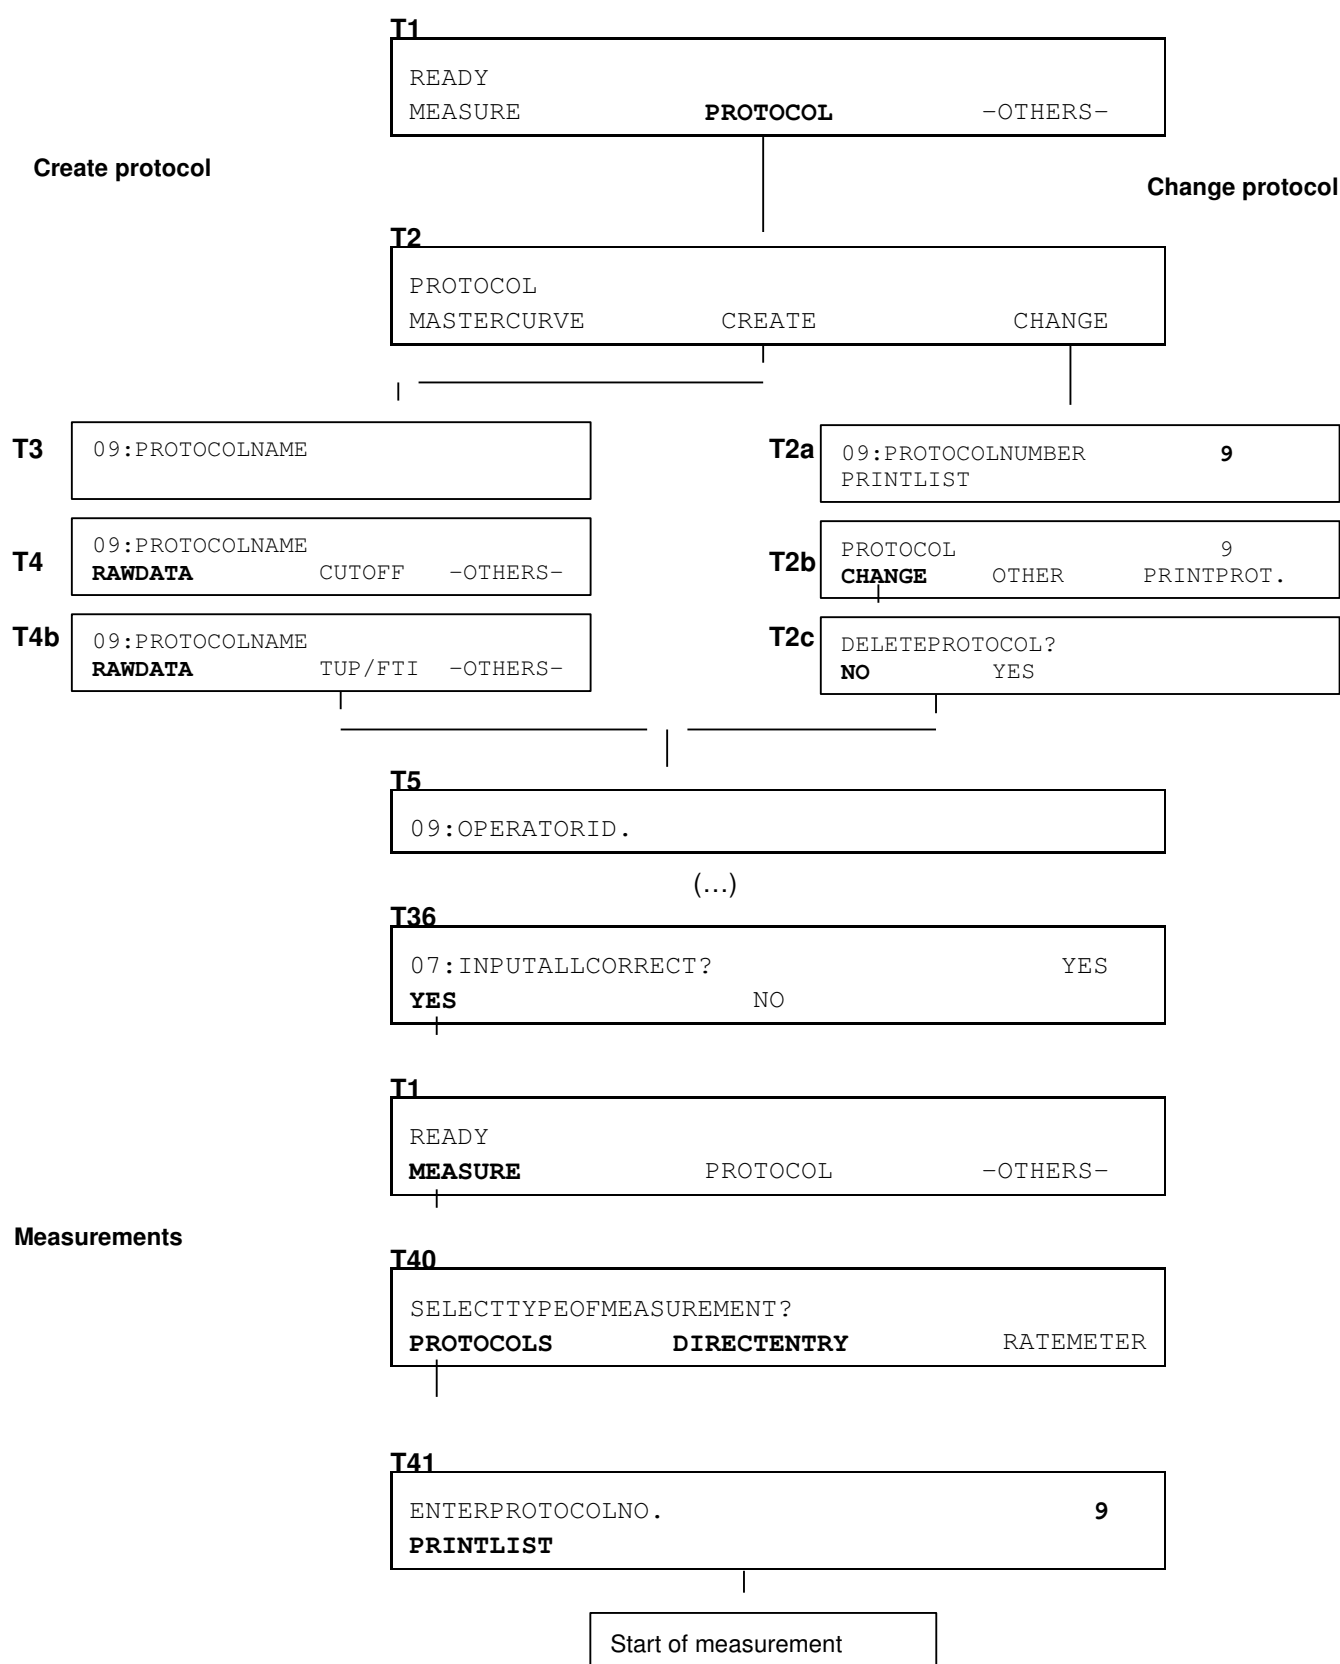 T1
READY
MEASURE PROTOCOL -OTHERS-
Create protocol
Change protocol
T2
PROTOCOL
MASTERCURVE CREATE CHANGE
T3
09:PROTOCOLNAME
T2a
09:PROTOCOLNUMBER 9
PRINTLIST
T4
09:PROTOCOLNAME
RAWDATA CUTOFF -OTHERS-
T2b
PROTOCOL 9
CHANGE OTHER PRINTPROT.
T4b
09:PROTOCOLNAME
RAWDATA TUP/FTI -OTHERS-
T2c
DELETEPROTOCOL?
NO YES
T5
09:OPERATORID.
(...)
T36
07:INPUTALLCORRECT? YES
YES NO
T1
READY
MEASURE PROTOCOL -OTHERS-
Measurements
T40
SELECTTYPEOFMEASUREMENT?
PROTOCOLS DIRECTENTRY RATEMETER
T41
ENTERPROTOCOLNO. 9
PRINTLIST
Start of measurement